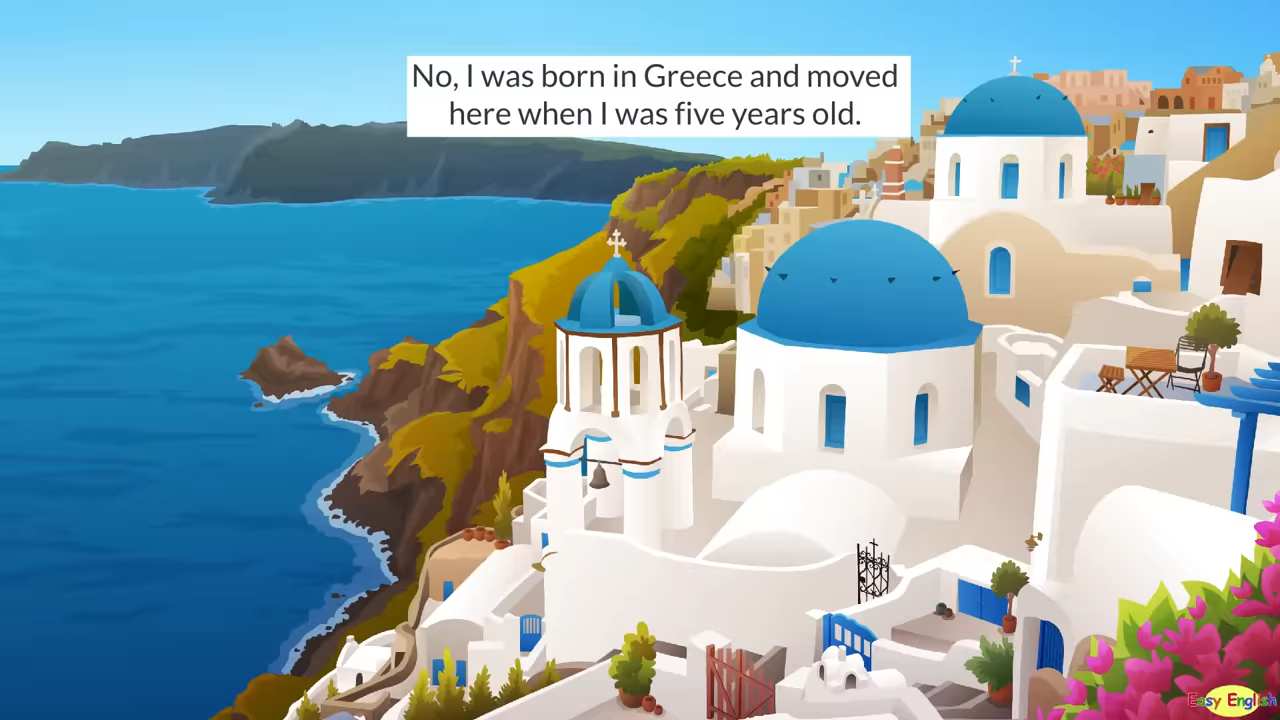 No, I was born in Greece and moved
here when I was five years old.
Easy English